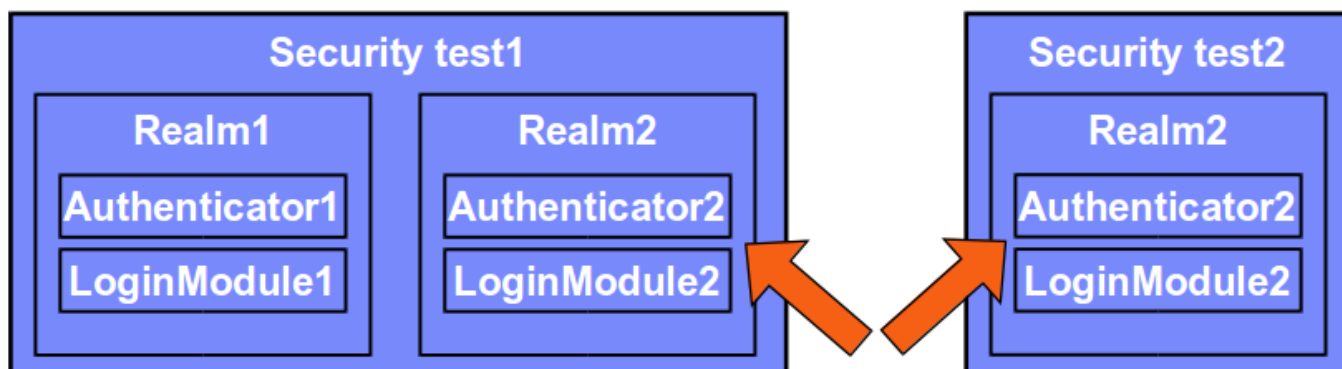 Security test1
Realm1
Authenticator1
LoginModule1
Realm2
Authenticator2
LoginModule2
Security test2
Realm2
Authenticator2
LoginModule2